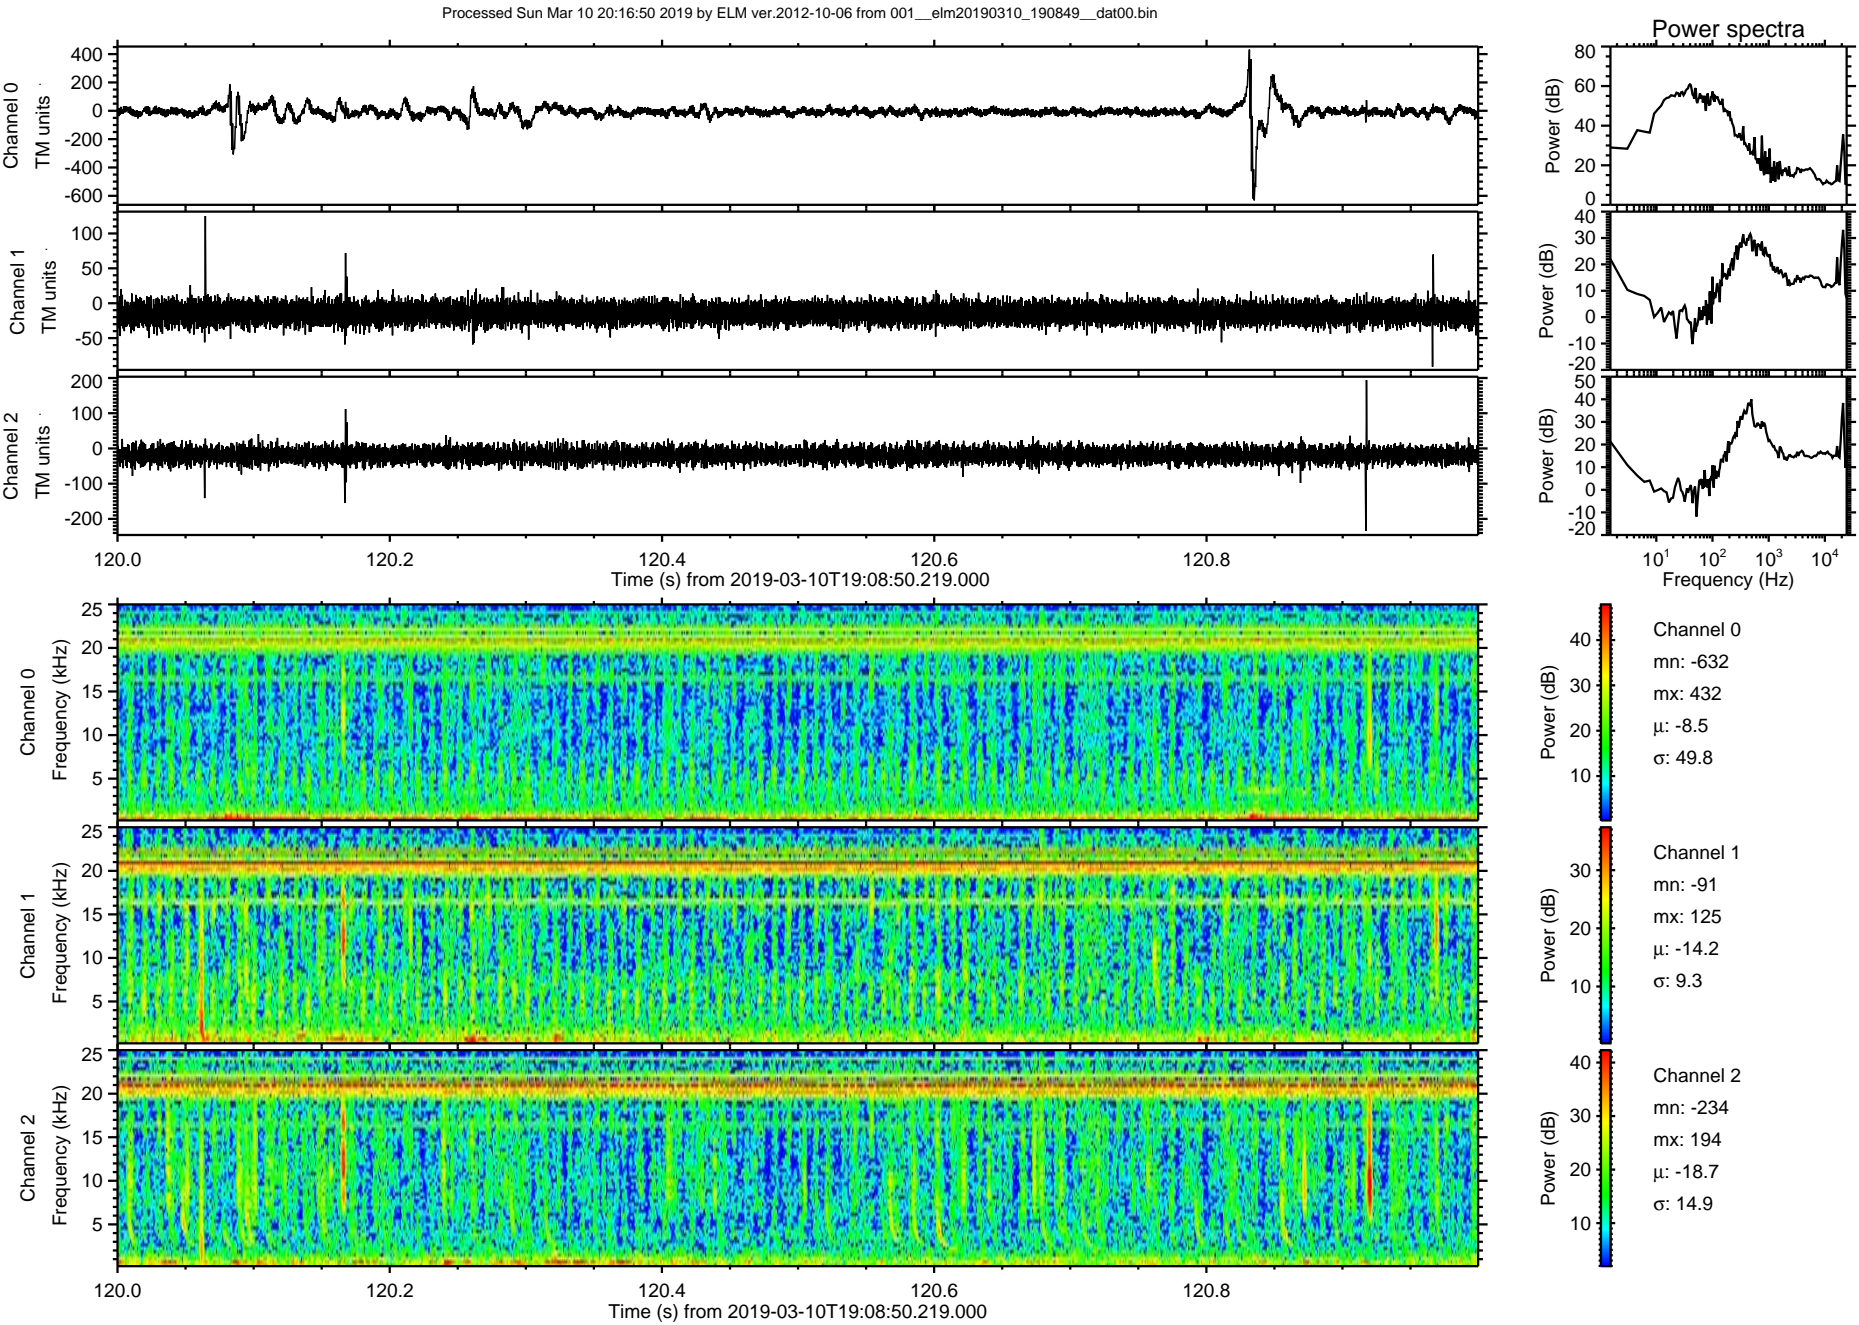 Processed Sun Mar 10 20:16:50 2019 by ELM ver.2012-10-06 from 001__elm20190310_190849__dat00.bin
Power spectra
Channel 0
TM units
400
200
0
-200
-400
-600
Power (dB)
80
60
40
20
0
Channel 1
TM units
100
50
0
-50
Power (dB)
40
30
20
10
0
-10
-20
Channel 2
TM units
200
100
0
-100
-200
Power (dB)
50
40
30
20
10
0
-10
-20
120.0 120.2 120.4 120.6 120.8
Time (s) from 2019-03-10T19:08:50.219.000
10^1 10^2 10^3 10^4
Frequency (Hz)
Channel 0
Frequency (kHz)
25
20
15
10
5
Power (dB)
40
30
20
10
Channel 0
mn: -632
mx: 432
μ: -8.5
σ: 49.8
Channel 1
Frequency (kHz)
25
20
15
10
5
Power (dB)
30
20
10
Channel 1
mn: -91
mx: 125
μ: -14.2
σ: 9.3
Channel 2
Frequency (kHz)
25
20
15
10
5
Power (dB)
40
30
20
10
Channel 2
mn: -234
mx: 194
μ: -18.7
σ: 14.9
120.0 120.2 120.4 120.6 120.8
Time (s) from 2019-03-10T19:08:50.219.000